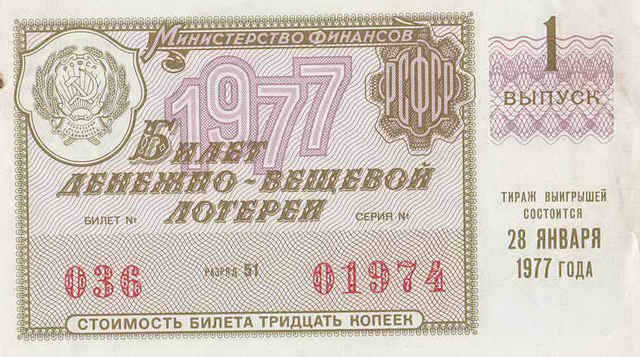 Министерство Финансов
РСФСР
1977
РСФСР
Билет
денежно-вещевой
лотереи
БИЛЕТ № СЕРИЯ №
036 РАЗРЯД 51 01974
СТОИМОСТЬ БИЛЕТА ТРИДЦАТЬ КОПЕЕК
1
ВЫПУСК
ТИРАЖ ВЫИГРЫШЕЙ
СОСТОИТСЯ
28 ЯНВАРЯ
1977 ГОДА